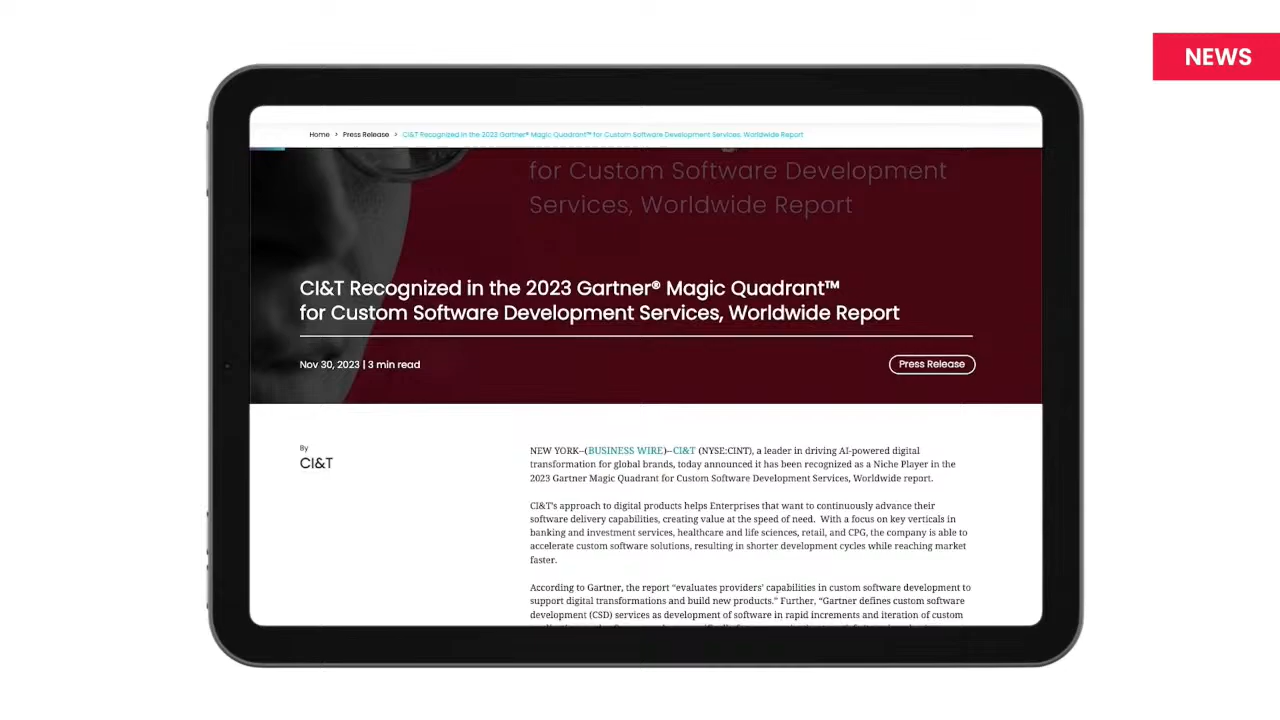 NEWS
Home > Press Release > CI&T Recognized in the 2023 Gartner® Magic Quadrant™ for Custom Software Development Services, Worldwide Report
for Custom Software Development
Services, Worldwide Report
CI&T Recognized in the 2023 Gartner® Magic Quadrant™
for Custom Software Development Services, Worldwide Report
Nov 30, 2023 | 3 min read
Press Release
By
CI&T
NEW YORK–(BUSINESS WIRE)–CI&T (NYSE:CINT), a leader in driving AI-powered digital
transformation for global brands, today announced it has been recognized as a Niche Player in the
2023 Gartner Magic Quadrant for Custom Software Development Services, Worldwide report.
CI&T's approach to digital products helps Enterprises that want to continuously advance their
software delivery capabilities, creating value at the speed of need. With a focus on key verticals in
banking and investment services, healthcare and life sciences, retail, and CPG, the company is able to
accelerate custom software solutions, resulting in shorter development cycles while reaching market
faster.
According to Gartner, the report "evaluates providers' capabilities in custom software development to
support digital transformations and build new products." Further, "Gartner defines custom software
development (CSD) services as development of software in rapid increments and iteration of custom